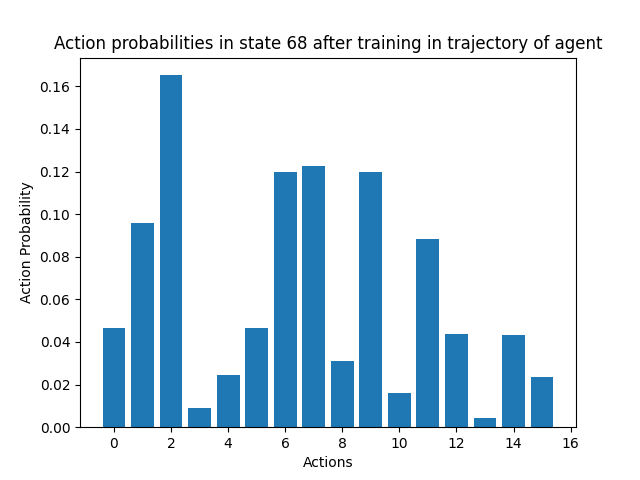 Action probabilities in state 68 after training in trajectory of agent
0.16
0.14
0.12
0.10
0.08
0.06
0.04
0.02
0.00
Action Probability
0 2 4 6 8 10 12 14 16
Actions